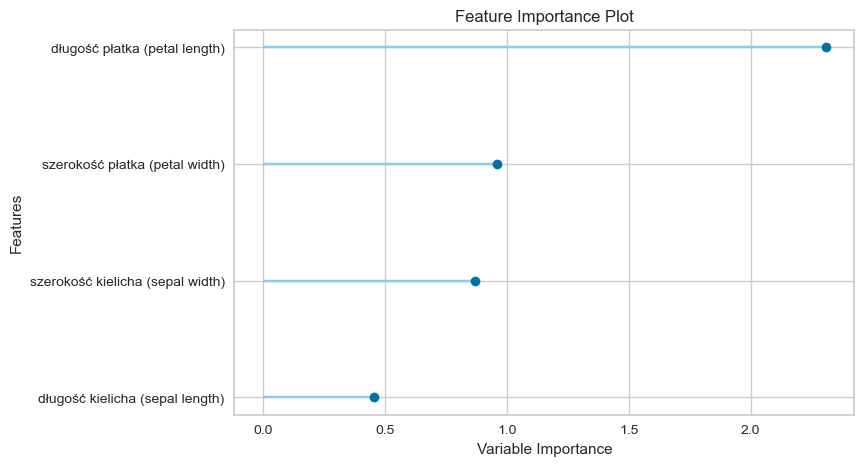 Feature Importance Plot
długość płatka (petal length)
szerokość płatka (petal width)
szerokość kielicha (sepal width)
długość kielicha (sepal length)
Features
0.0 0.5 1.0 1.5 2.0
Variable Importance